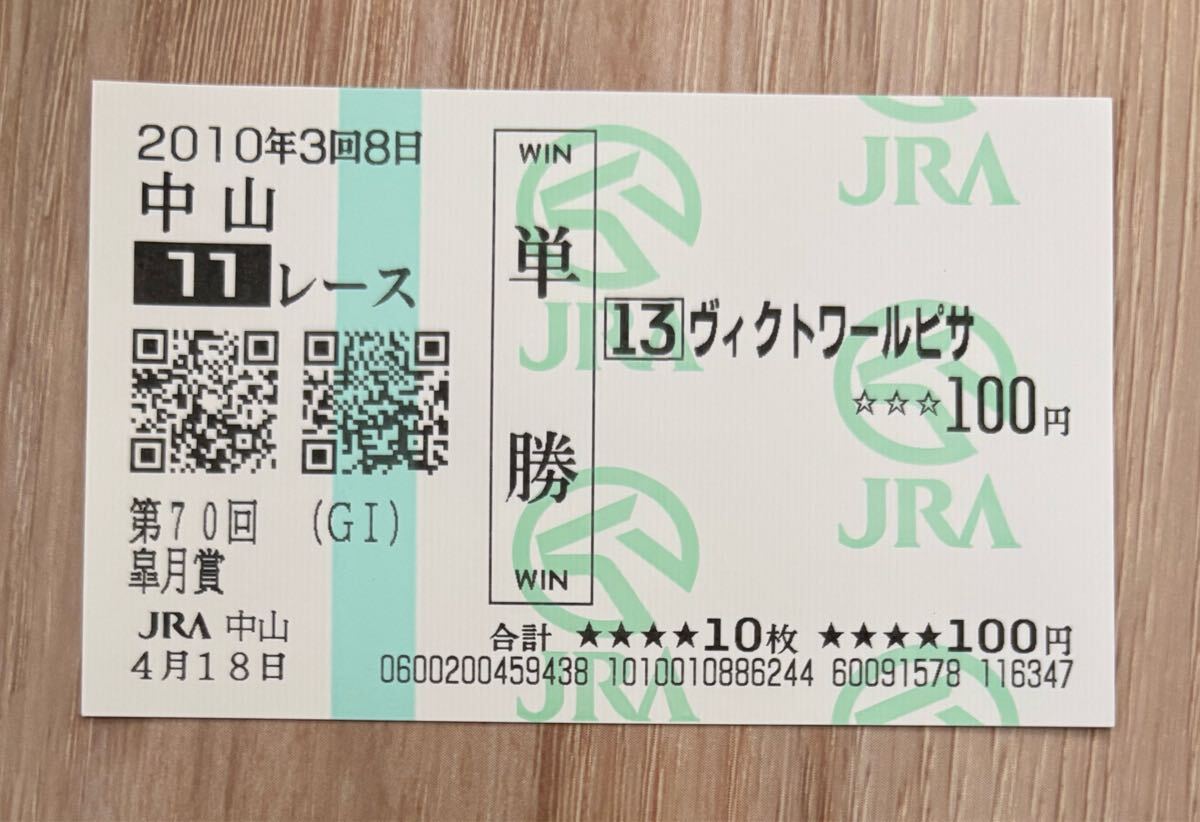 2010年3回8日
中山
11レース
第70回 (GI)
皐月賞
JRA 中山
4月18日
WIN
単勝
WIN
13 ヴィクトワールピサ
☆☆☆100円
合計 ★★★★10枚 ★★★★100円
0600200459438 1010010886244 60091578 116347
JRA
JRA
JRA
JRA